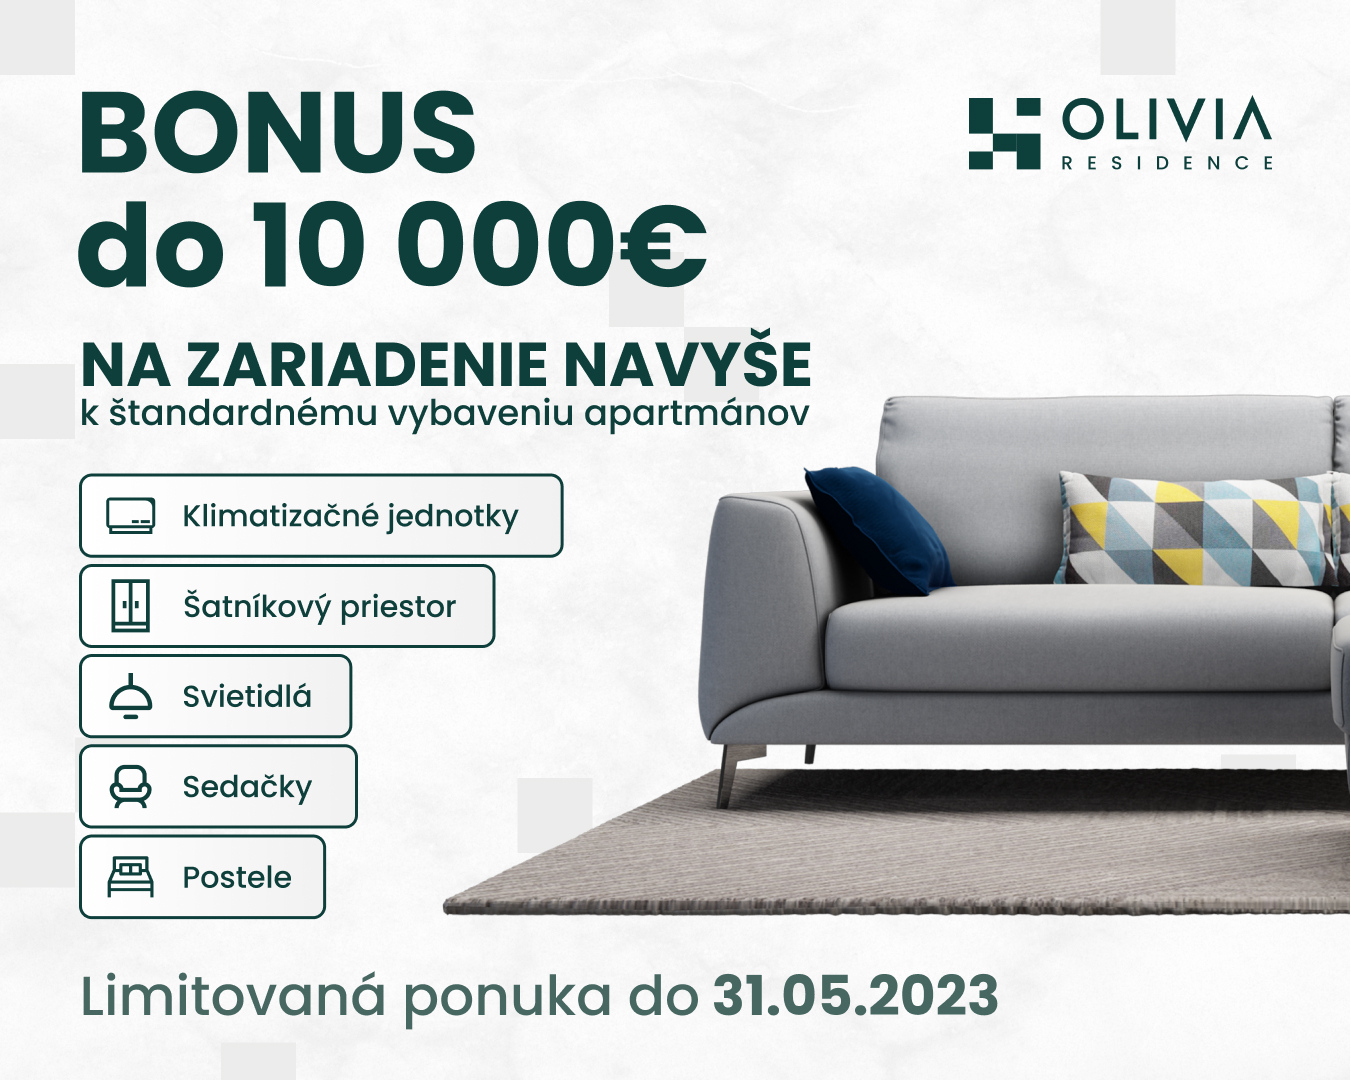 BONUS
do 10 000€
OLIVIA
RESIDENCE
NA ZARIADENIE NAVYŠE
k štandardnému vybaveniu apartmánov
Klimatizačné jednotky
Šatníkový priestor
Svietidlá
Sedačky
Postele
Limitovaná ponuka do 31.05.2023